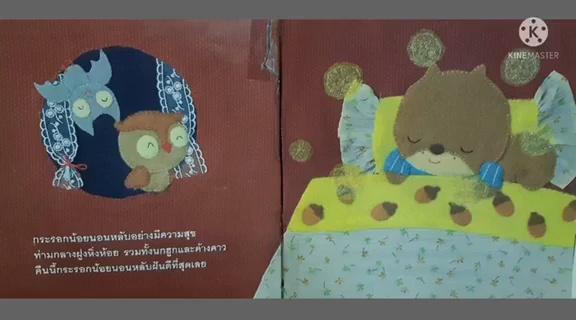 กระรอกน้อยนอนหลับอย่างมีความสุข
ท่ามกลางฝูงหิ่งห้อย รวมทั้งนกฮูกและค้างคาว
คืนนี้กระรอกน้อยนอนหลับฝันดีที่สุดเลย
K
KINEMASTER